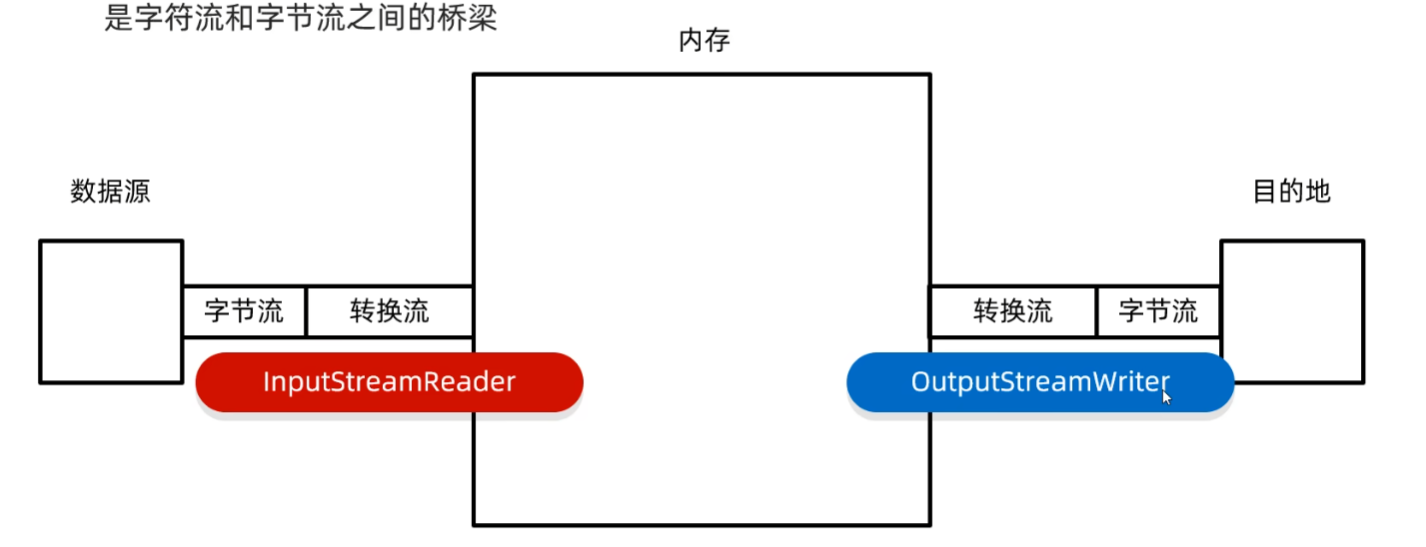 是字符流和字节流之间的桥梁
内存
数据源
目的地
字节流
转换流
转换流
字节流
InputStreamReader
OutputStreamWriter